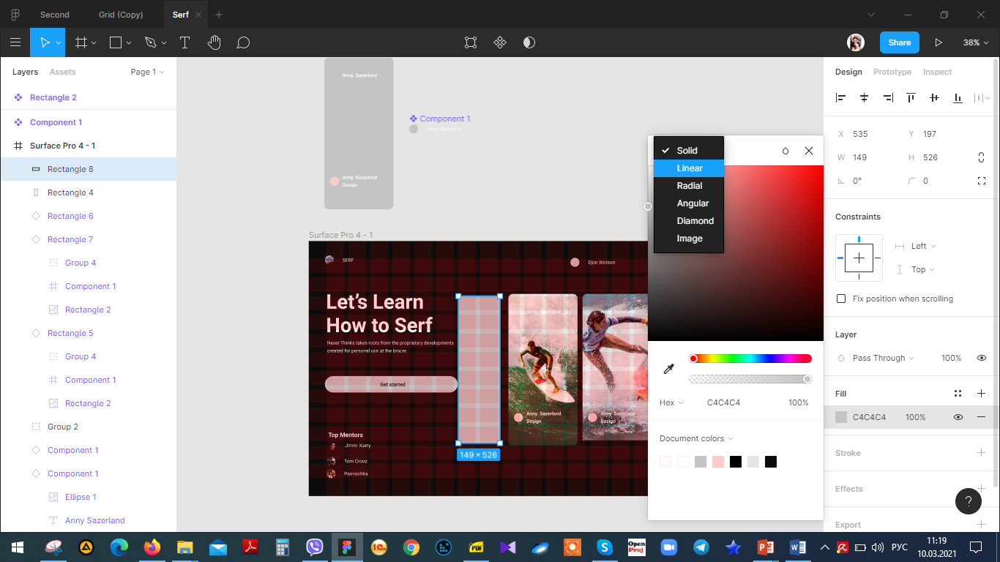 Second
Grid (Copy)
Serf
Share
38%
Layers
Assets
Page 1
Rectangle 2
Component 1
Surface Pro 4 - 1
Rectangle 8
Rectangle 4
Rectangle 6
Rectangle 7
Group 4
Component 1
Rectangle 2
Rectangle 5
Group 4
Component 1
Rectangle 2
Group 2
Component 1
Component 1
Ellipse 1
Anny Sazerland
Anny Sazerland
Anny Sazerland
Design
Component 1
Anny Sazerland
Surface Pro 4 - 1
SERF
Djon Wotson
Let’s Learn
How to Serf
Never Thinks takes roots from the proprietary developments
created for personal use at the brocer.
Get started
Top Mentors
Jimm Karry
Tom Crooz
Pannochka
149 × 526
Anny Sazerland
Anny Sazerland
Design
Anny Sazerland
Anny Sazerland
Design
Solid
Linear
Radial
Angular
Diamond
Image
Hex
C4C4C4
100%
Document colors
Design
Prototype
Inspect
X 535
Y 197
W 149
H 526
0°
0
Constraints
Left
Top
Fix position when scrolling
Layer
Pass Through
100%
Fill
C4C4C4
100%
Stroke
Effects
Export
?
PDF
Open
Proj
РУС
11:19
10.03.2021